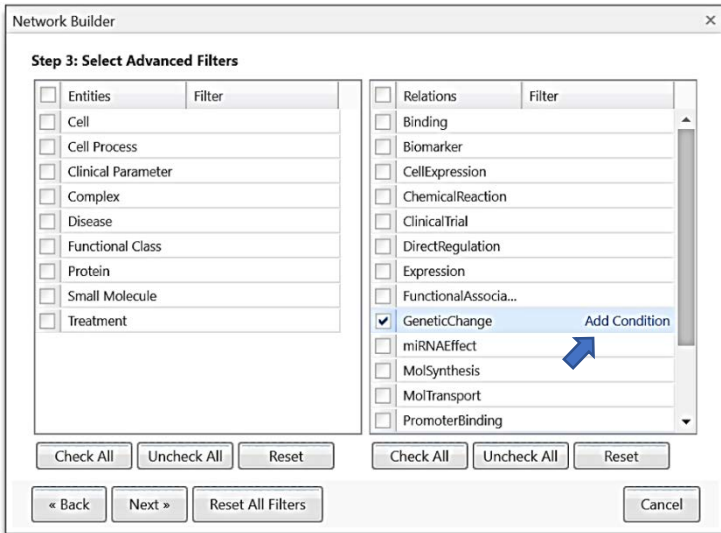 Network Builder
Step 3: Select Advanced Filters
Entities Filter
Cell
Cell Process
Clinical Parameter
Complex
Disease
Functional Class
Protein
Small Molecule
Treatment
Check All Uncheck All Reset
Relations Filter
Binding
Biomarker
CellExpression
ChemicalReaction
ClinicalTrial
DirectRegulation
Expression
FunctionalAssocia...
GeneticChange Add Condition
miRNAEffect
MolSynthesis
MolTransport
PromoterBinding
Check All Uncheck All Reset
« Back Next » Reset All Filters Cancel